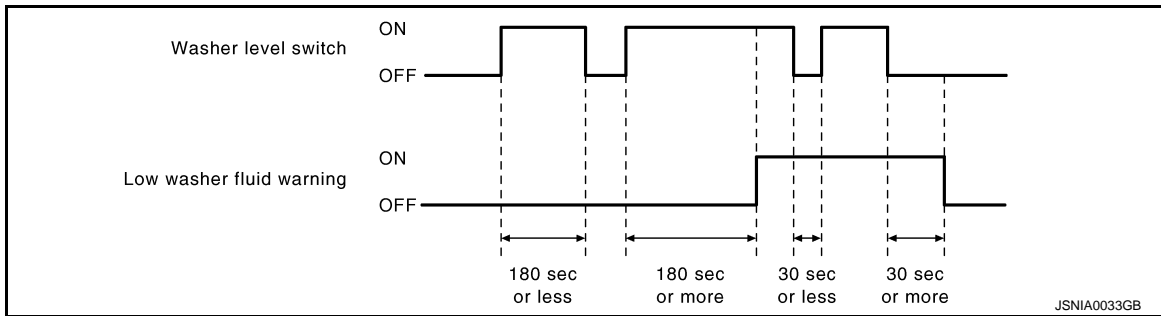 Washer level switch
ON
OFF
Low washer fluid warning
ON
OFF
180 sec
or less
180 sec
or more
30 sec
or less
30 sec
or more
JSNIA0033GB